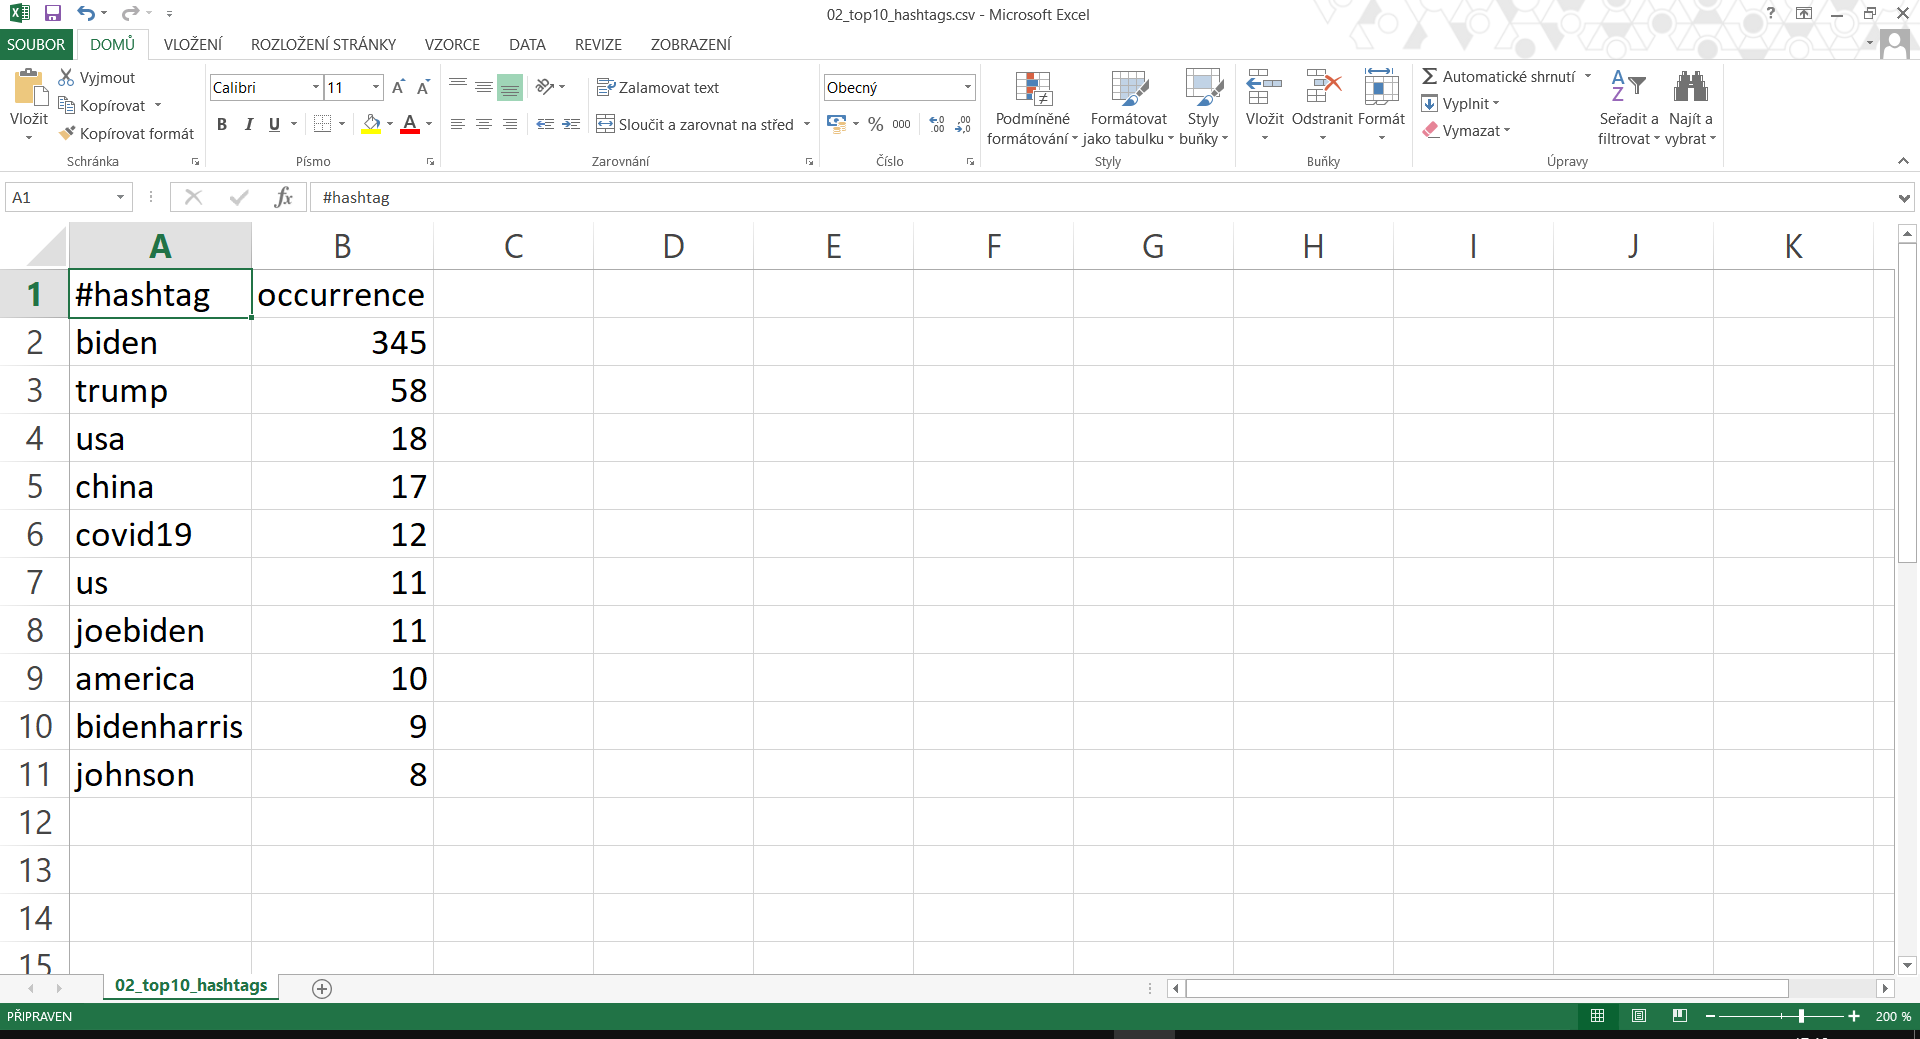 02_top10_hashtags.csv - Microsoft Excel
SOUBOR DOMŮ VLOŽENÍ ROZLOŽENÍ STRÁNKY VZORCE DATA REVIZE ZOBRAZENÍ
Vložit
Vyjmout
Kopírovat
Kopírovat formát
Schránka
Calibri 11
B I U A
Písmo
Zalamovat text
Sloučit a zarovnat na střed
Zarovnání
Obecný
% 000
Číslo
Podmíněné
formátování
Formátovat
jako tabulku
Styly
buňky
Styly
Vložit Odstranit Formát
Buňky
Automatické shrnutí
Vyplnit
Vymazat
Seřadit a
filtrovat
Najít a
vybrat
Úpravy
A1 fx #hashtag
A B C D E F G H I J K
1 #hashtag occurrence
2 biden 345
3 trump 58
4 usa 18
5 china 17
6 covid19 12
7 us 11
8 joebiden 11
9 america 10
10 bidenharris 9
11 johnson 8
12
13
14
15
02_top10_hashtags
PŘIPRAVEN 200 %